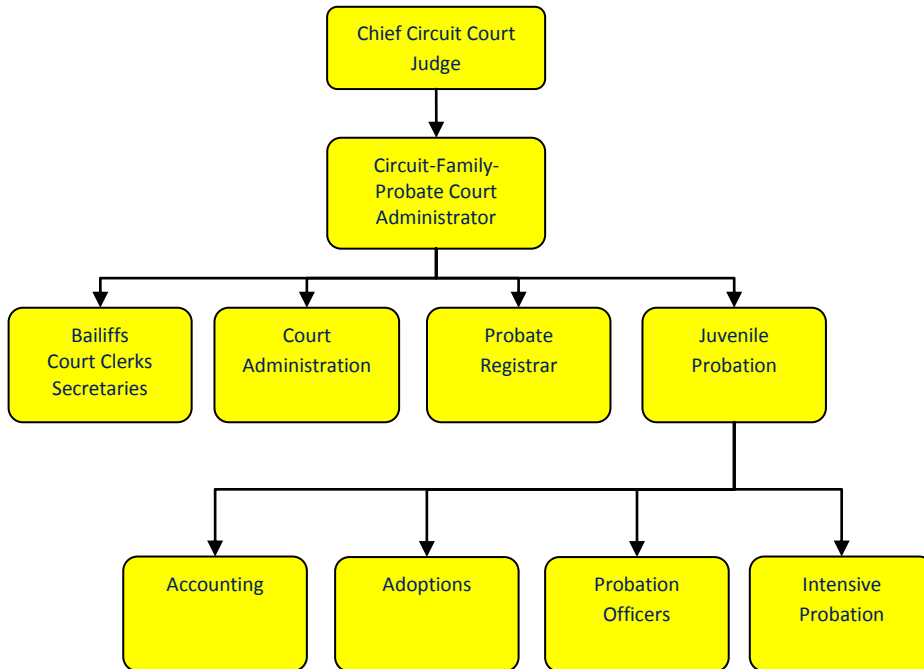 Chief Circuit Court
Judge
Circuit-Family-
Probate Court
Administrator
Bailiffs
Court Clerks
Secretaries
Court
Administration
Probate
Registrar
Juvenile
Probation
Accounting
Adoptions
Probation
Officers
Intensive
Probation